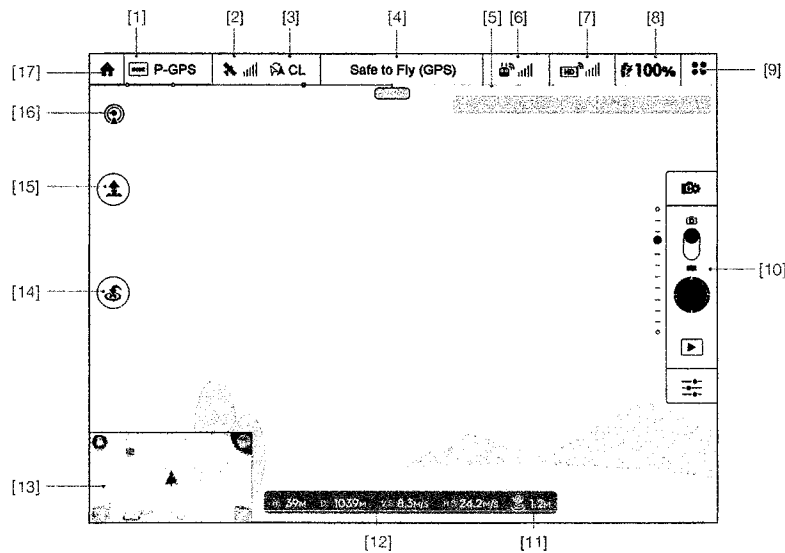 [1] [2] [3] [4] [5] [6] [7] [8]
[17] P-GPS CL Safe to Fly (GPS) HD 100% [9]
[16]
[15]
[10]
[14]
[13]
H: 39M D: 1039M V.S: 8.3M/S H.S: 24.2M/S 1.2M
[12] [11]